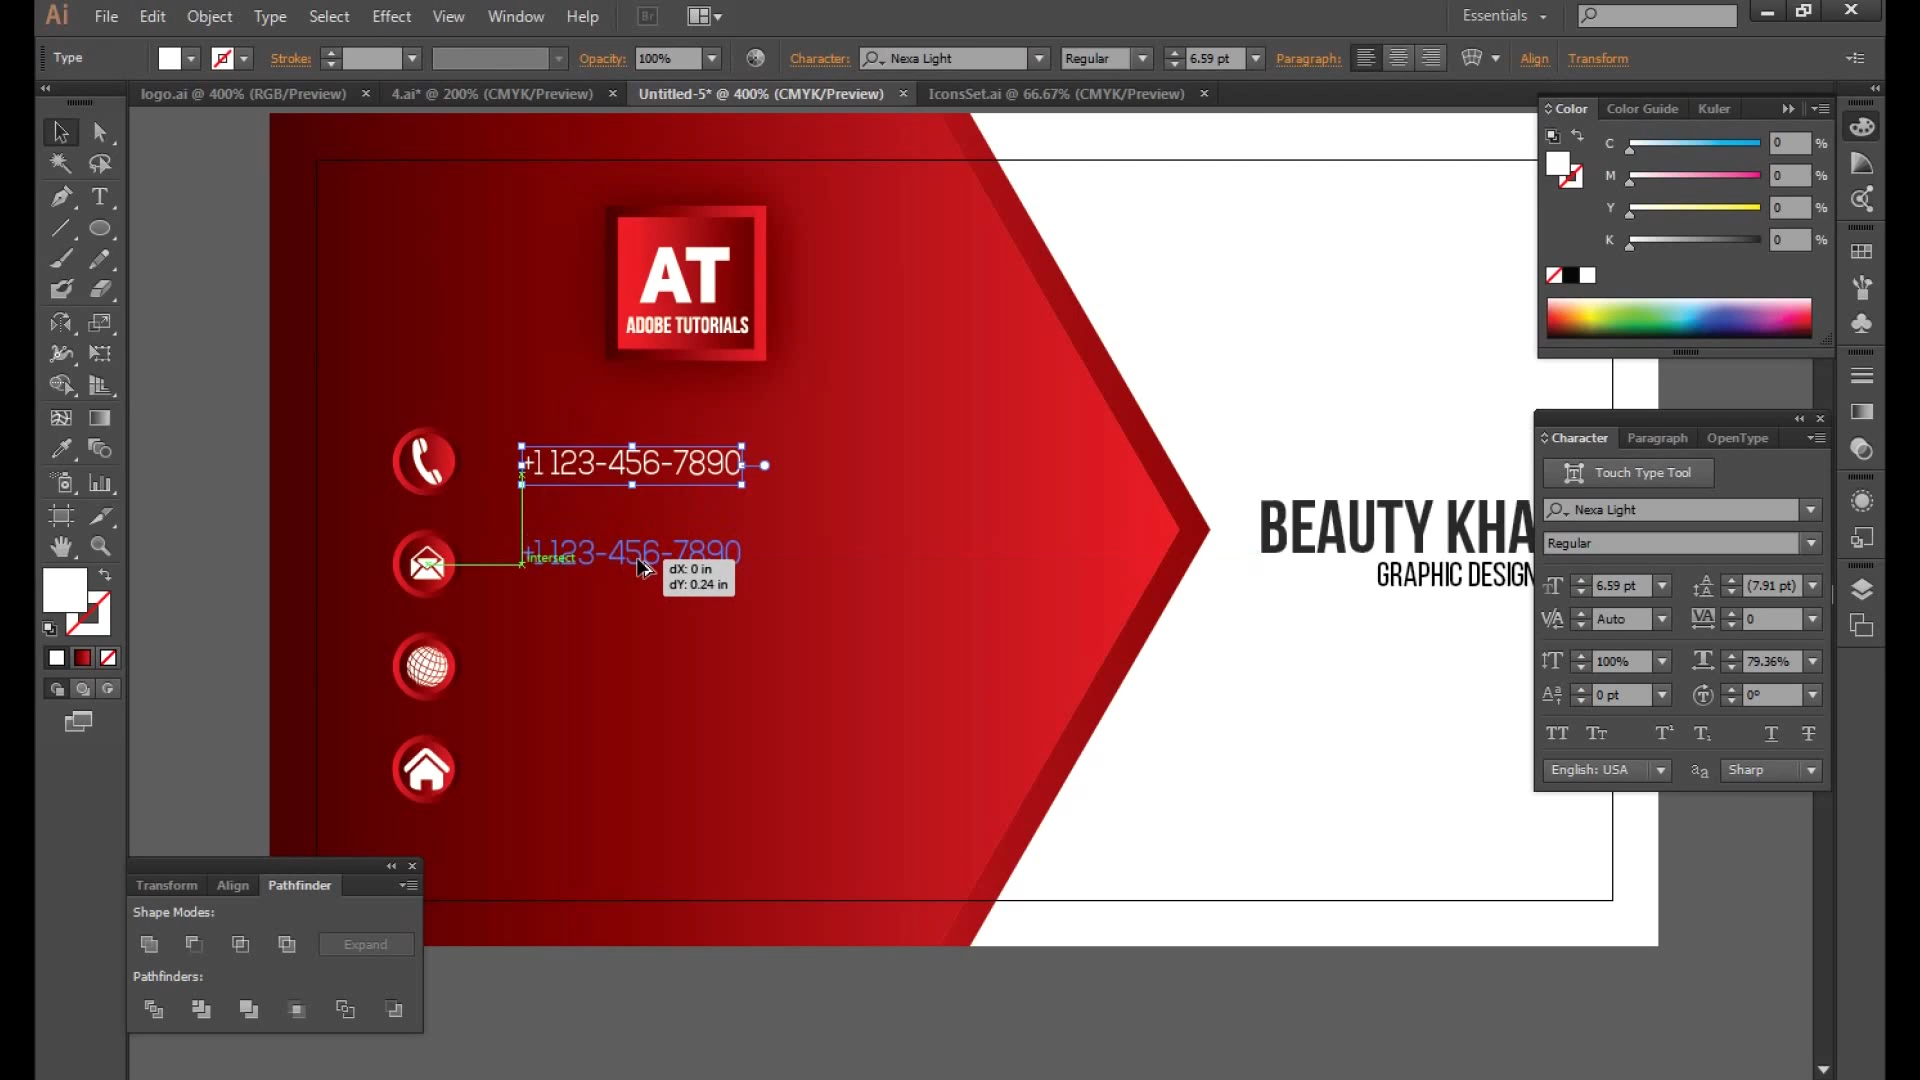 Ai File Edit Object Type Select Effect View Window Help Br Essentials
Type Stroke: Opacity: 100% Character: Nexa Light Regular 6.59 pt Paragraph: Align Transform
logo.ai @ 400% (RGB/Preview) × 4.ai* @ 200% (CMYK/Preview) × Untitled-5* @ 400% (CMYK/Preview) × IconsSet.ai @ 66.67% (CMYK/Preview) ×
Color Color Guide Kuler
C 0 %
M 0 %
Y 0 %
K 0 %
AT
ADOBE TUTORIALS
+1 123-456-7890
+1 123-456-7890
Intersect
dX: 0 in
dY: 0.24 in
BEAUTY KHA
GRAPHIC DESIGN
Character Paragraph OpenType
Touch Type Tool
Nexa Light
Regular
6.59 pt (7.91 pt)
Auto 0
100% 79.36%
0 pt 0°
English: USA Sharp
Transform Align Pathfinder
Shape Modes:
Expand
Pathfinders: